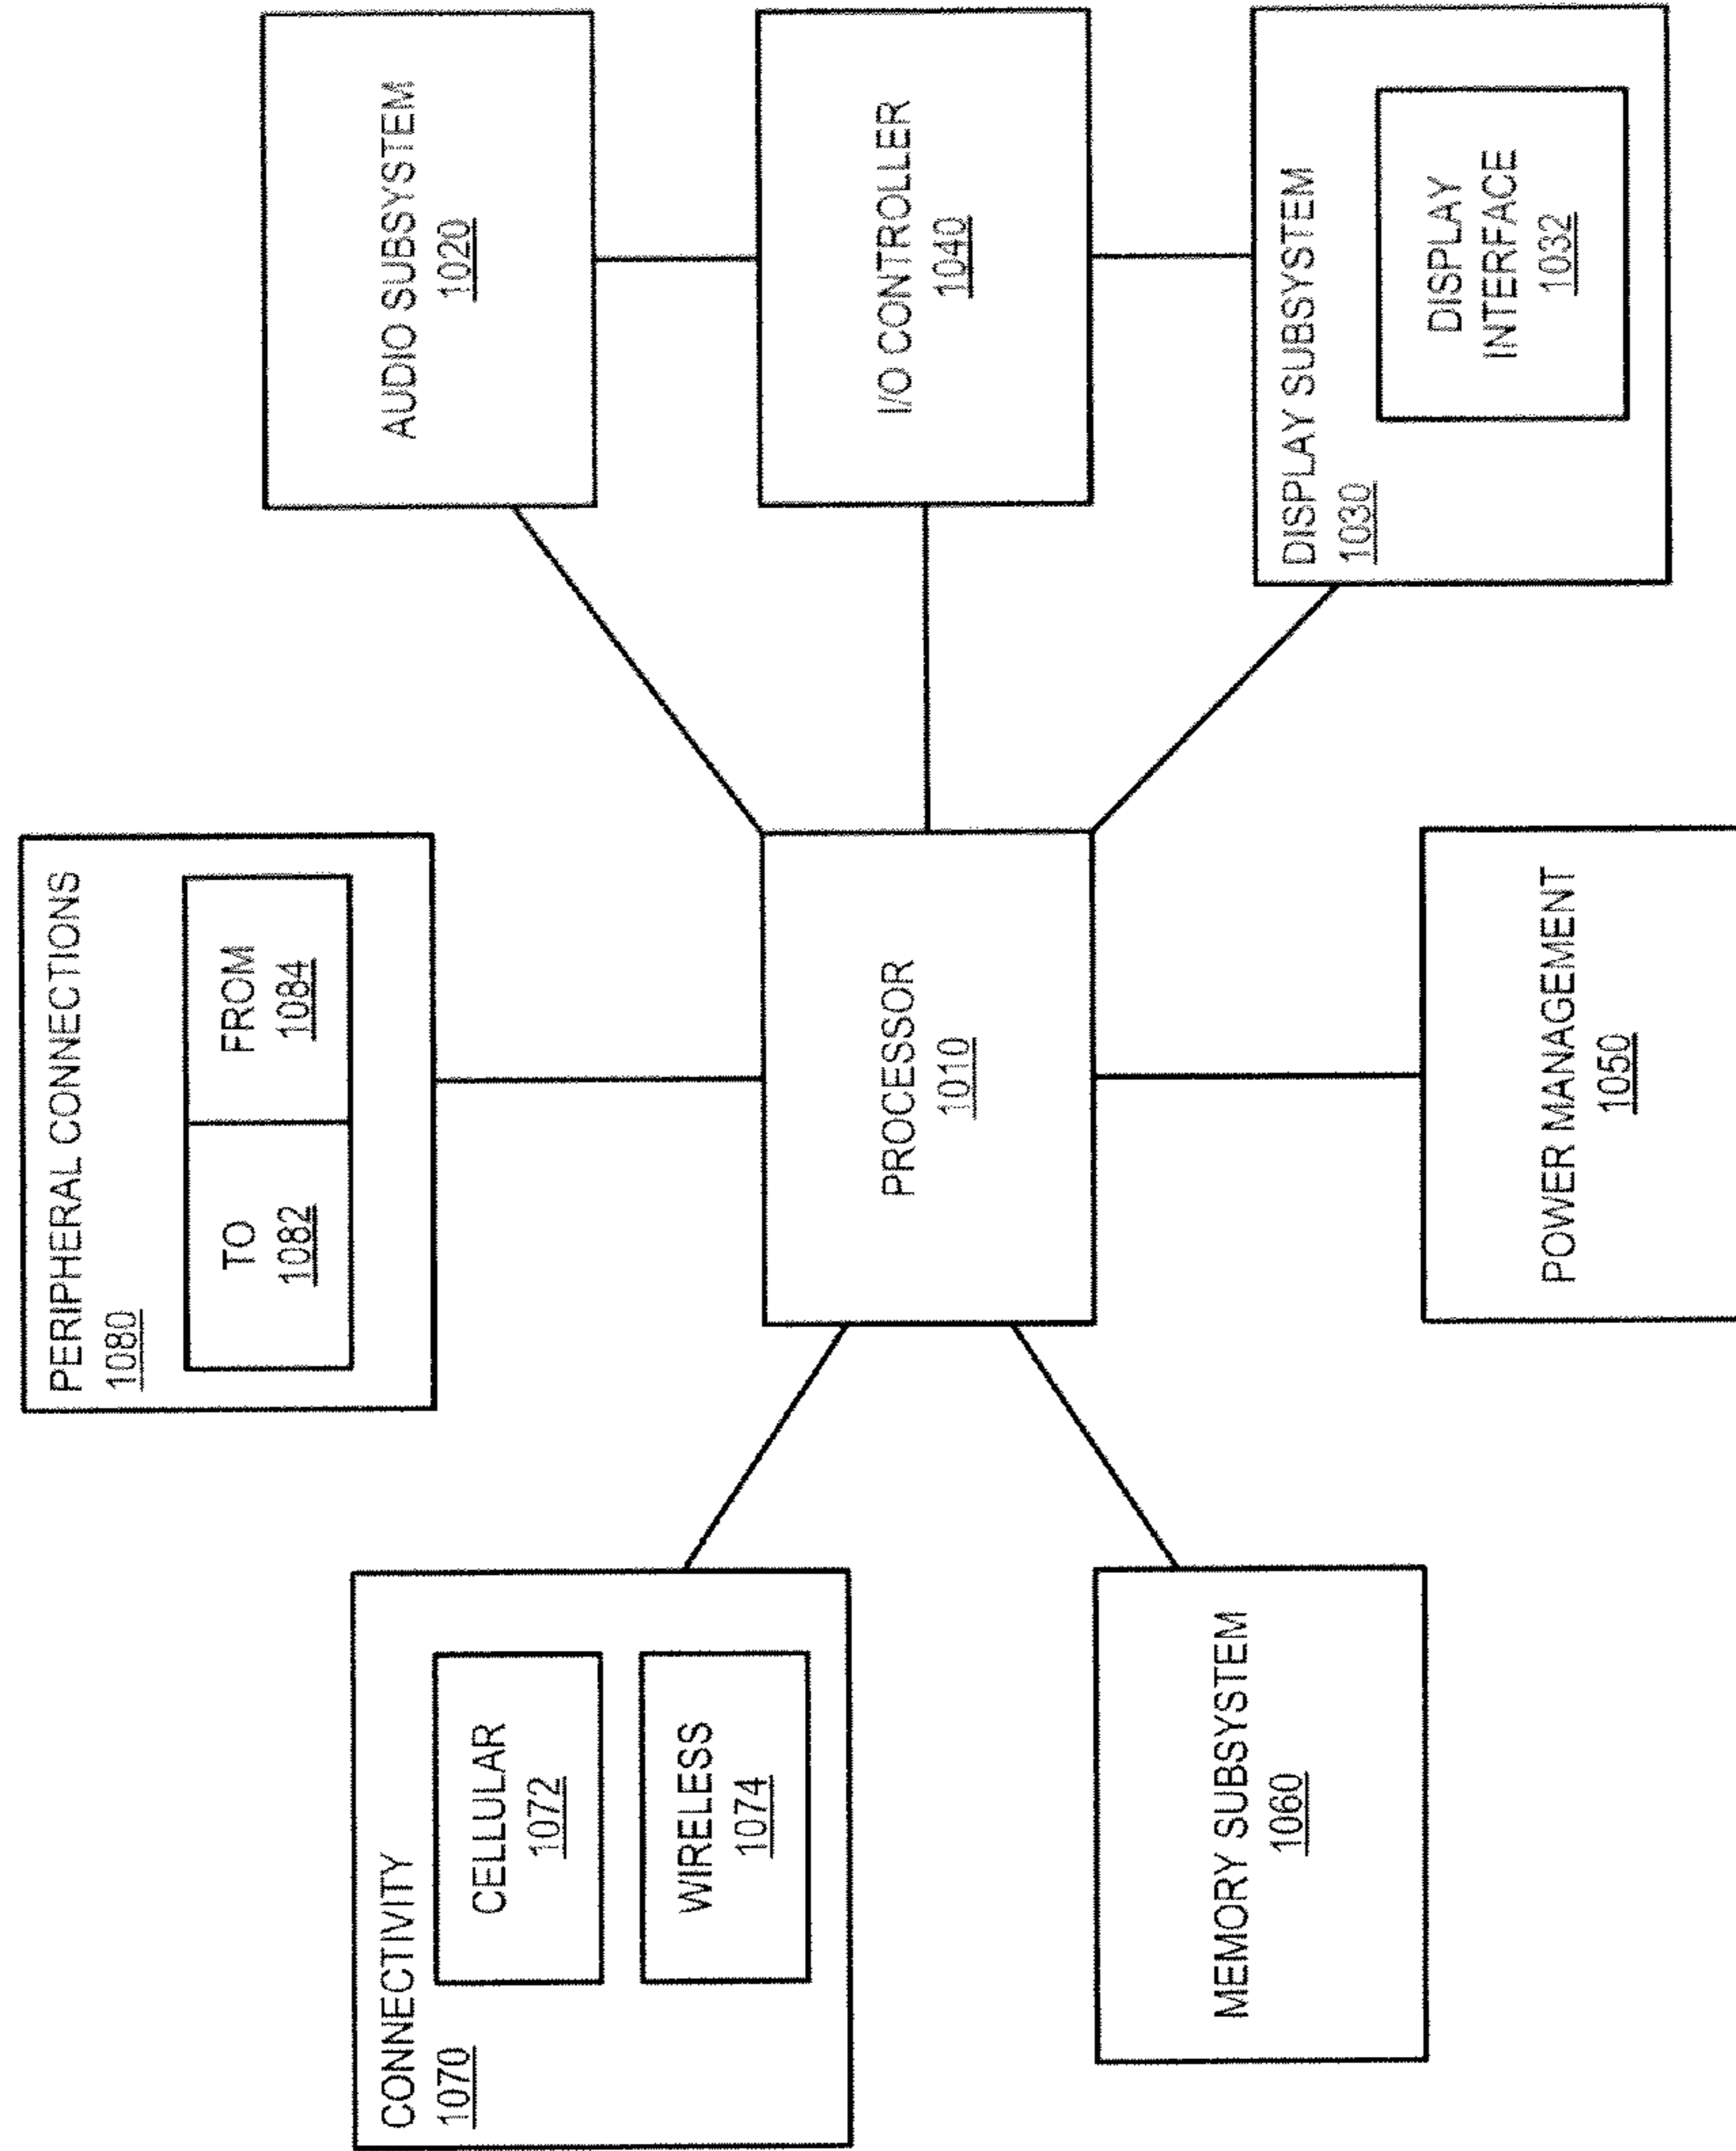 PERIPHERAL CONNECTIONS
1080
TO
1082
FROM
1084
CONNECTIVITY
1070
CELLULAR
1072
WIRELESS
1074
AUDIO SUBSYSTEM
1020
PROCESSOR
1010
I/O CONTROLLER
1040
MEMORY SUBSYSTEM
1060
DISPLAY SUBSYSTEM
1030
DISPLAY
INTERFACE
1032
POWER MANAGEMENT
1050